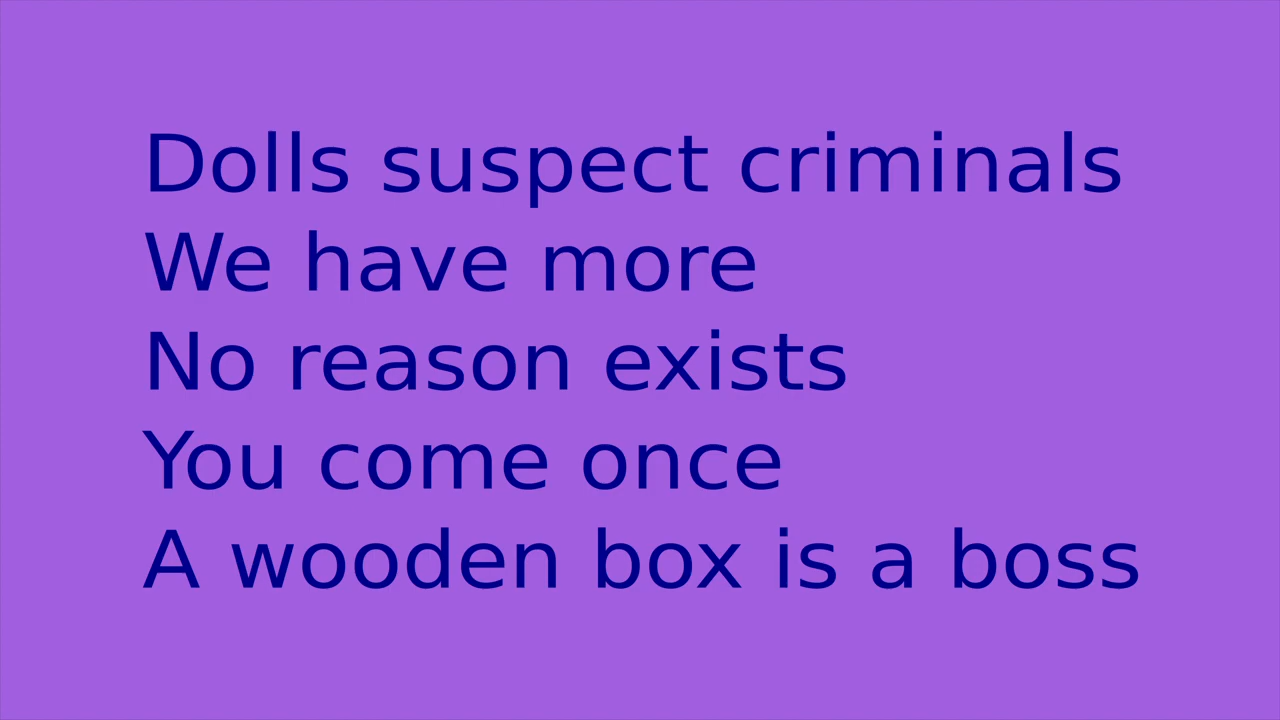 Dolls suspect criminals
We have more
No reason exists
You come once
A wooden box is a boss